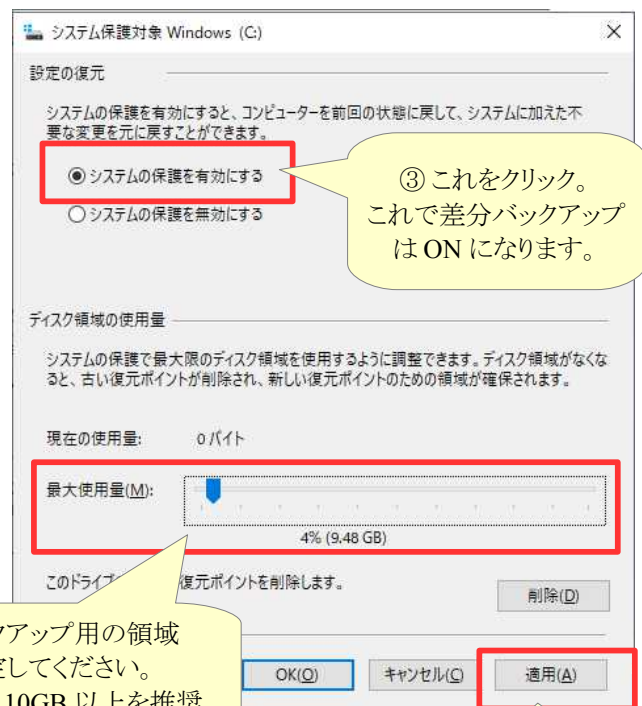 システム保護対象 Windows (C:)
設定の復元
システムの保護を有効にすると、コンピューターを前回の状態に戻して、システムに加えた不
要な変更を元に戻すことができます。
システムの保護を有効にする
システムの保護を無効にする
③ これをクリック。
これで差分バックアップ
は ON になります。
ディスク領域の使用量
システムの保護で最大限のディスク領域を使用するように調整できます。ディスク領域がなくな
ると、古い復元ポイントが削除され、新しい復元ポイントのための領域が確保されます。
現在の使用量: 0 バイト
最大使用量(M):
4% (9.48 GB)
このドライブ
復元ポイントを削除します。
削除(D)
クアップ用の領域
定してください。
10GB 以上を推奨
OK(O) キャンセル(C) 適用(A)